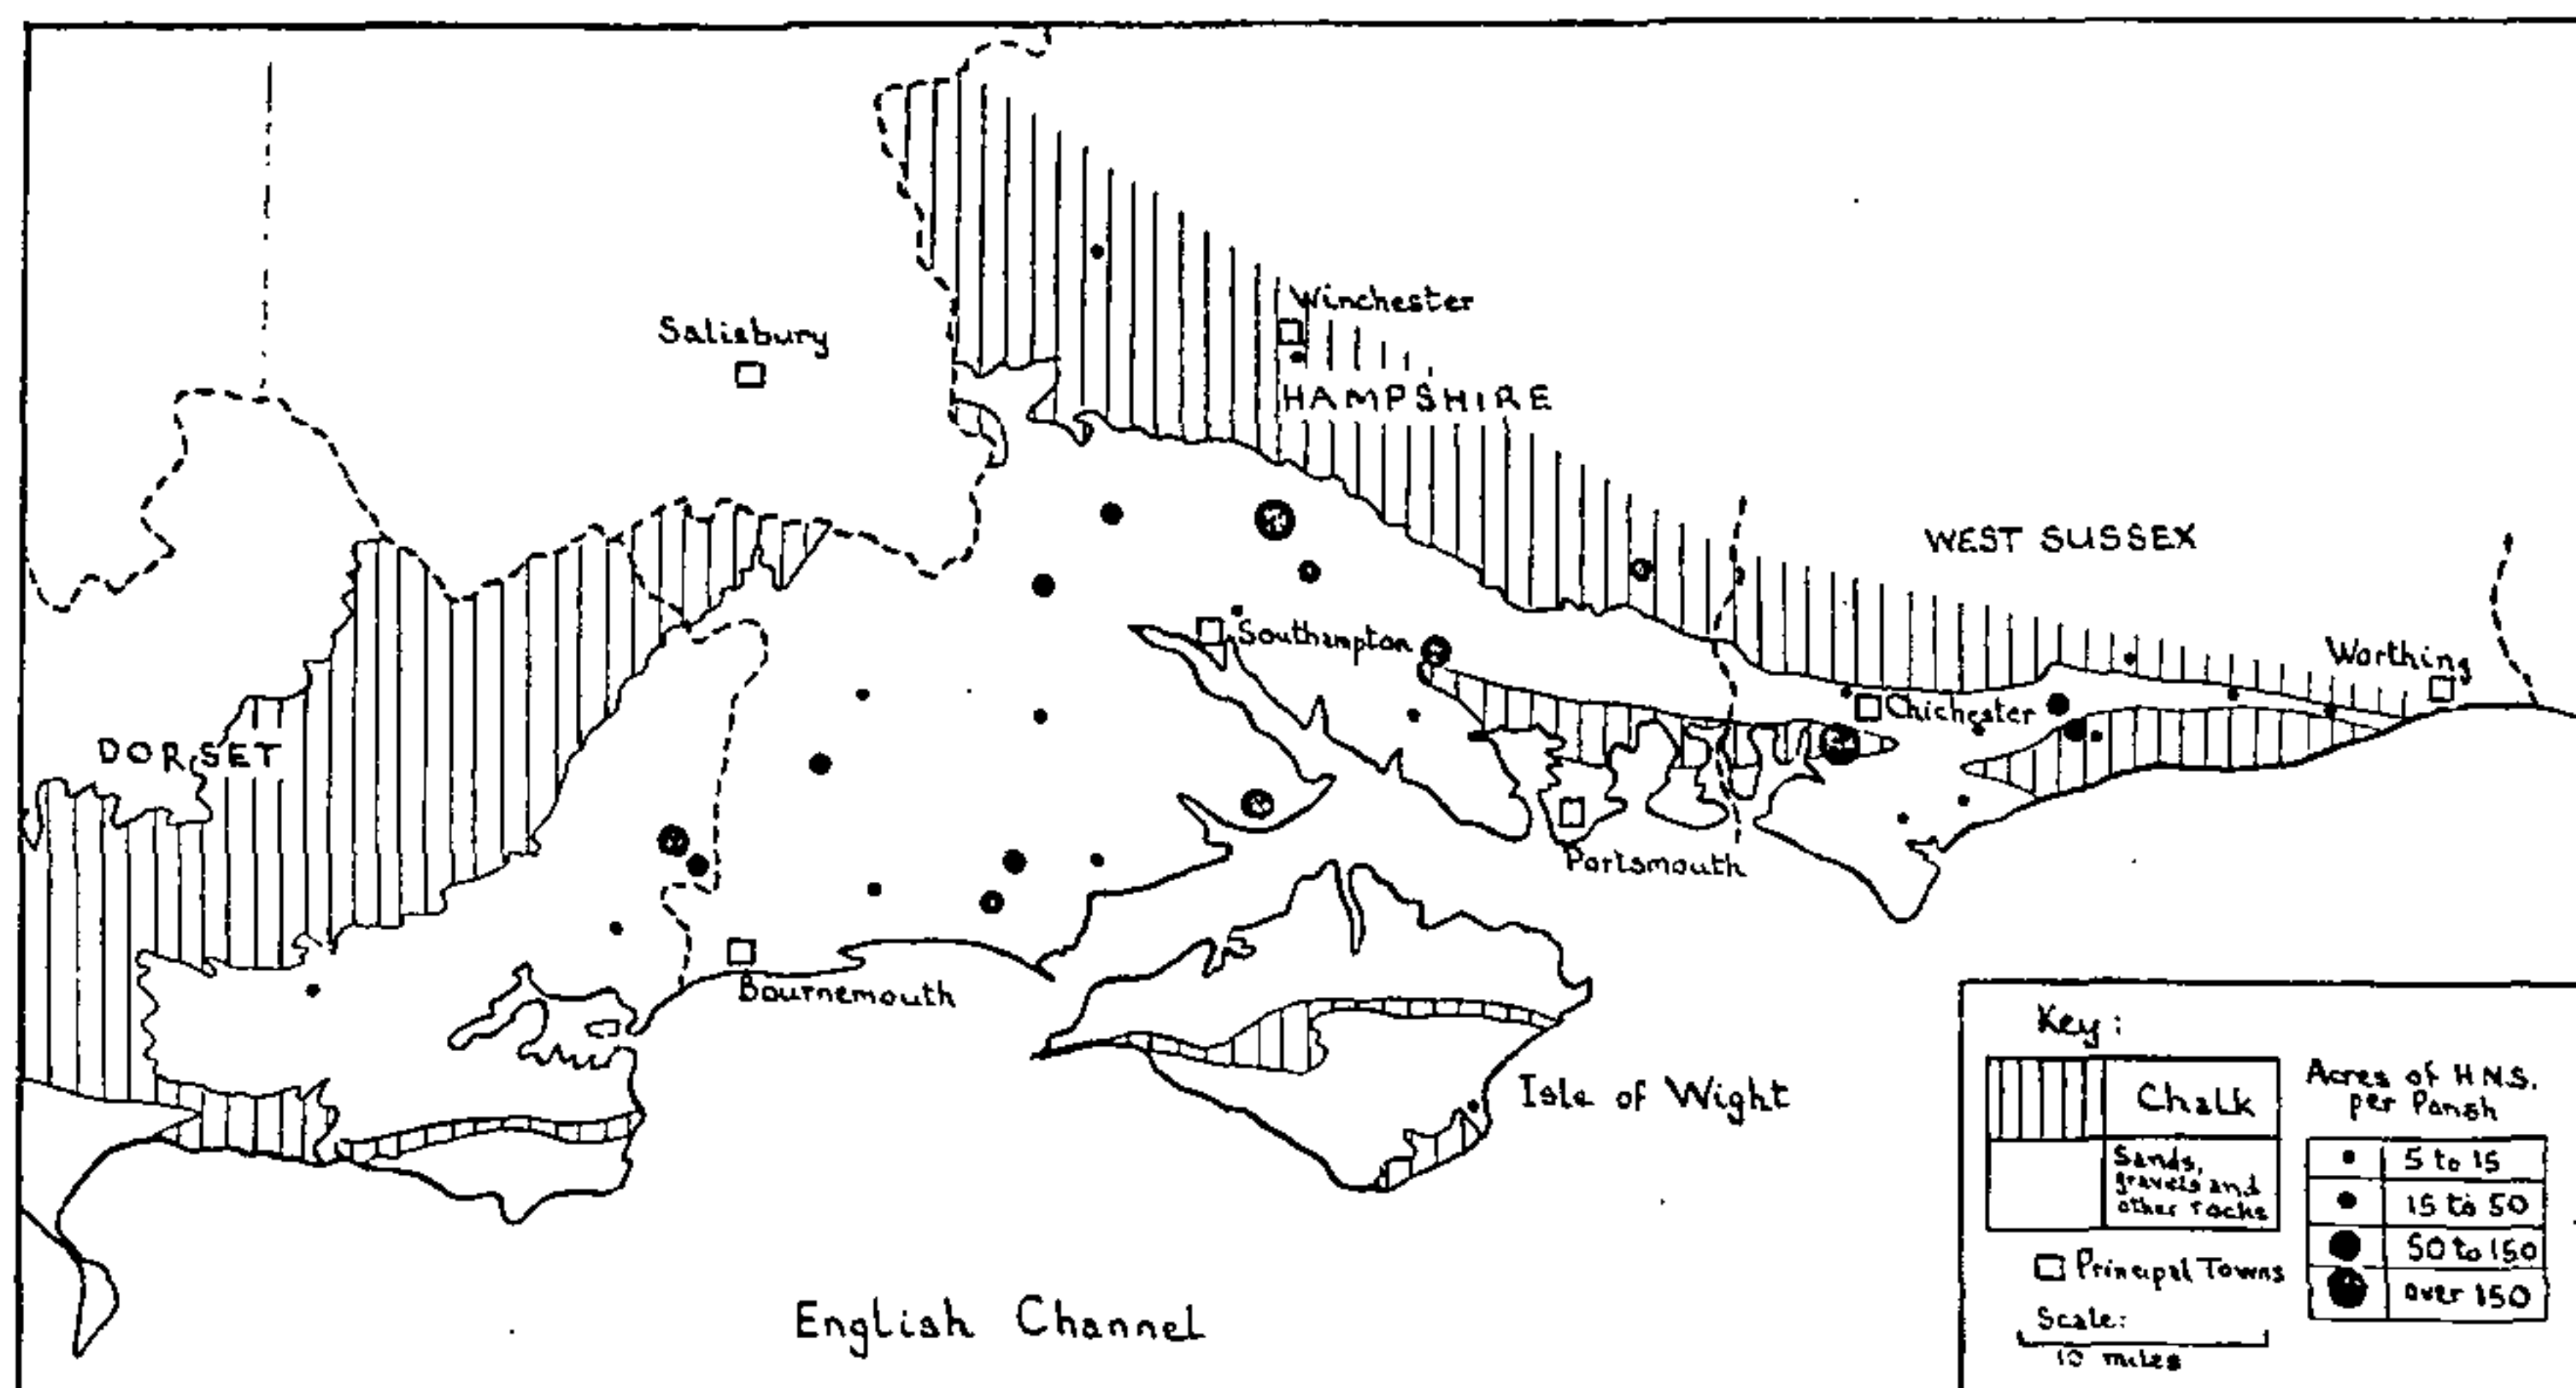 Winchester
Salisbury
HAMPSHIRE
WEST SUSSEX
Southampton
Worthing
Chichester
DORSET
Portsmouth
Bournemouth
Isle of Wight
English Channel
Key:
Chalk
Sands,
gravels and
other rocks
Principal Towns
Scale:
10 miles
Acres of H.N.S.
per Parish
5 to 15
15 to 50
50 to 150
over 150